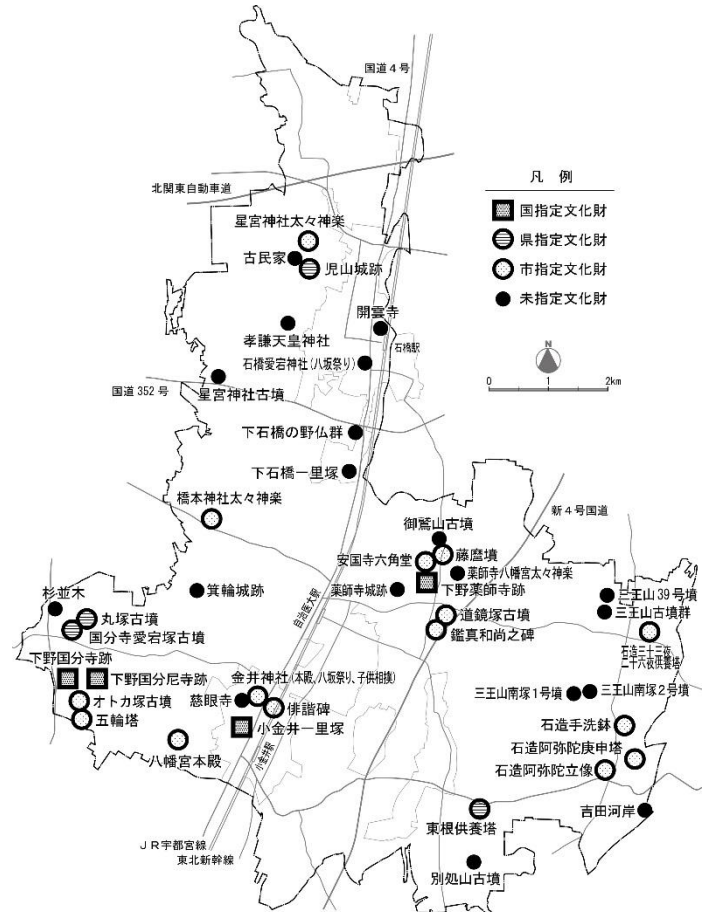 国道4号
北関東自動車道
凡 例
国指定文化財
県指定文化財
市指定文化財
未指定文化財
N
0 1 2km
星宮神社太々神楽
古民家
児山城跡
開雲寺
孝謙天皇神社
石橋駅
石橋愛宕神社(八坂祭り)
国道352号
星宮神社古墳
下石橋の野仏群
下石橋一里塚
橋本神社太々神楽
新4号国道
御鷲山古墳
安国寺六角堂
藤麿墳
薬師寺八幡宮太々神楽
箕輪城跡
薬師寺城跡
下野薬師寺跡
三王山39号墳
三王山古墳群
杉並木
丸塚古墳
国分寺愛宕塚古墳
自治医大駅
道鏡塚古墳
鑑真和尚之碑
石造三十三夜
二十六夜供養塔
下野国分寺跡
下野国分尼寺跡
金井神社(本殿、八坂祭り、子供相撲)
三王山南塚1号墳
三王山南塚2号墳
オトカ塚古墳
慈眼寺
俳諧碑
五輪塔
小金井一里塚
石造手洗鉢
八幡宮本殿
小金井駅
石造阿弥陀庚申塔
石造阿弥陀立像
東根供養塔
吉田河岸
JR宇都宮線
東北新幹線
別処山古墳